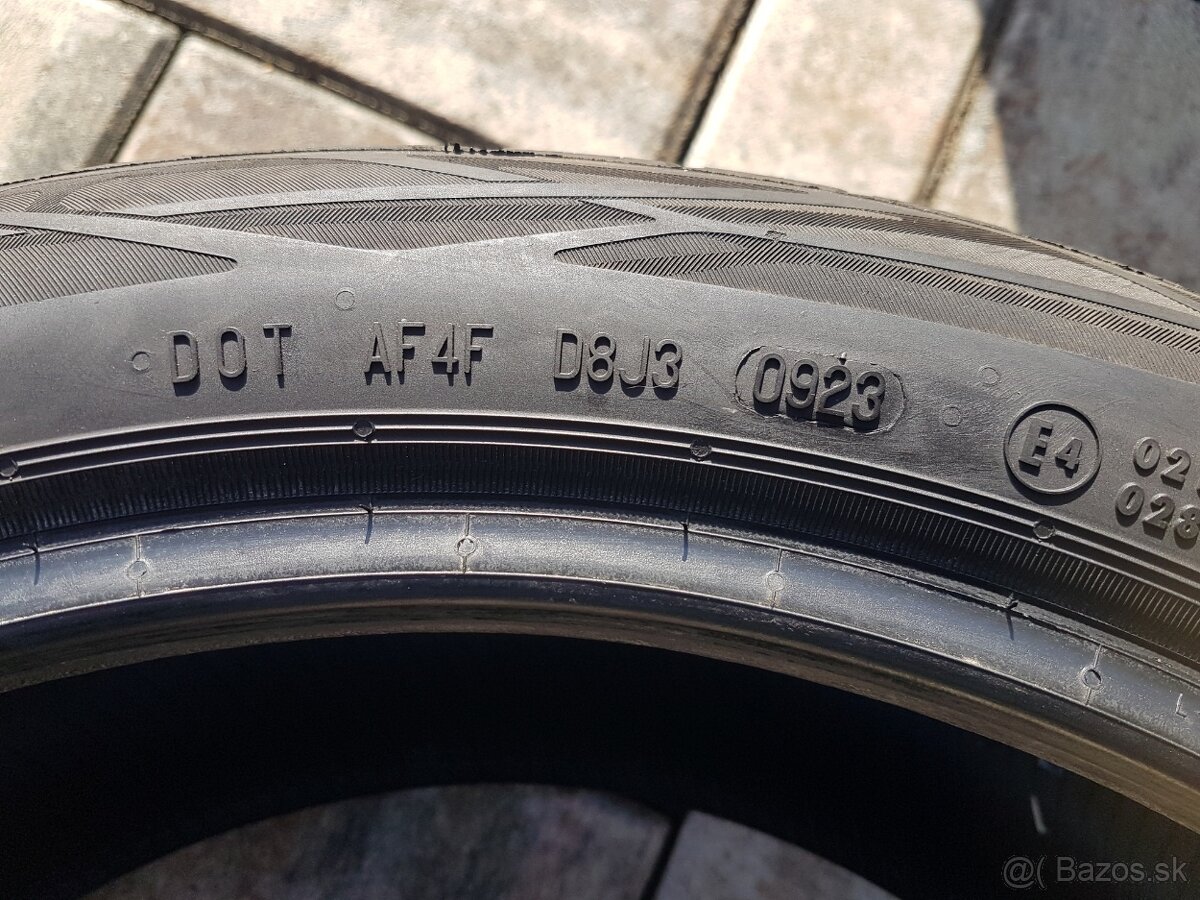 DOT AF4F D8J3 0923
E4
02
028
@( Bazos.sk